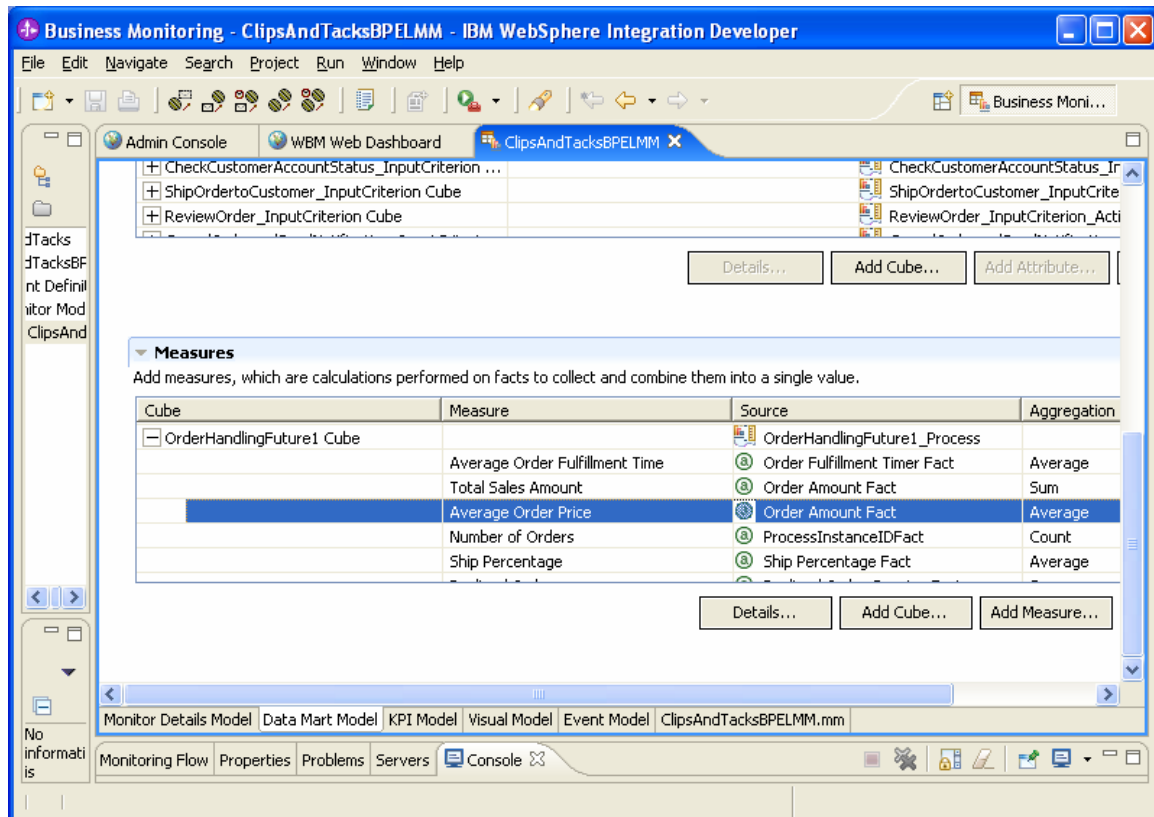 Business Monitoring - ClipsAndTacksBPELMM - IBM WebSphere Integration Developer
File Edit Navigate Search Project Run Window Help
Business Moni...
Admin Console WBM Web Dashboard ClipsAndTacksBPELMM
CheckCustomerAccountStatus_InputCriterion ... CheckCustomerAccountStatus_Ir
ShipOrdertoCustomer_InputCriterion Cube ShipOrdertoCustomer_InputCrite
ReviewOrder_InputCriterion Cube ReviewOrder_InputCriterion_Acti
dTacks
dTacksBF
nt Definil
nitor Mod
ClipsAnd
Details... Add Cube... Add Attribute...
Measures
Add measures, which are calculations performed on facts to collect and combine them into a single value.
Cube Measure Source Aggregation
OrderHandlingFuture1 Cube OrderHandlingFuture1_Process
Average Order Fulfillment Time Order Fulfillment Timer Fact Average
Total Sales Amount Order Amount Fact Sum
Average Order Price Order Amount Fact Average
Number of Orders ProcessInstanceIDFact Count
Ship Percentage Ship Percentage Fact Average
Details... Add Cube... Add Measure...
Monitor Details Model Data Mart Model KPI Model Visual Model Event Model ClipsAndTacksBPELMM.mm
No
informati
is
Monitoring Flow Properties Problems Servers Console